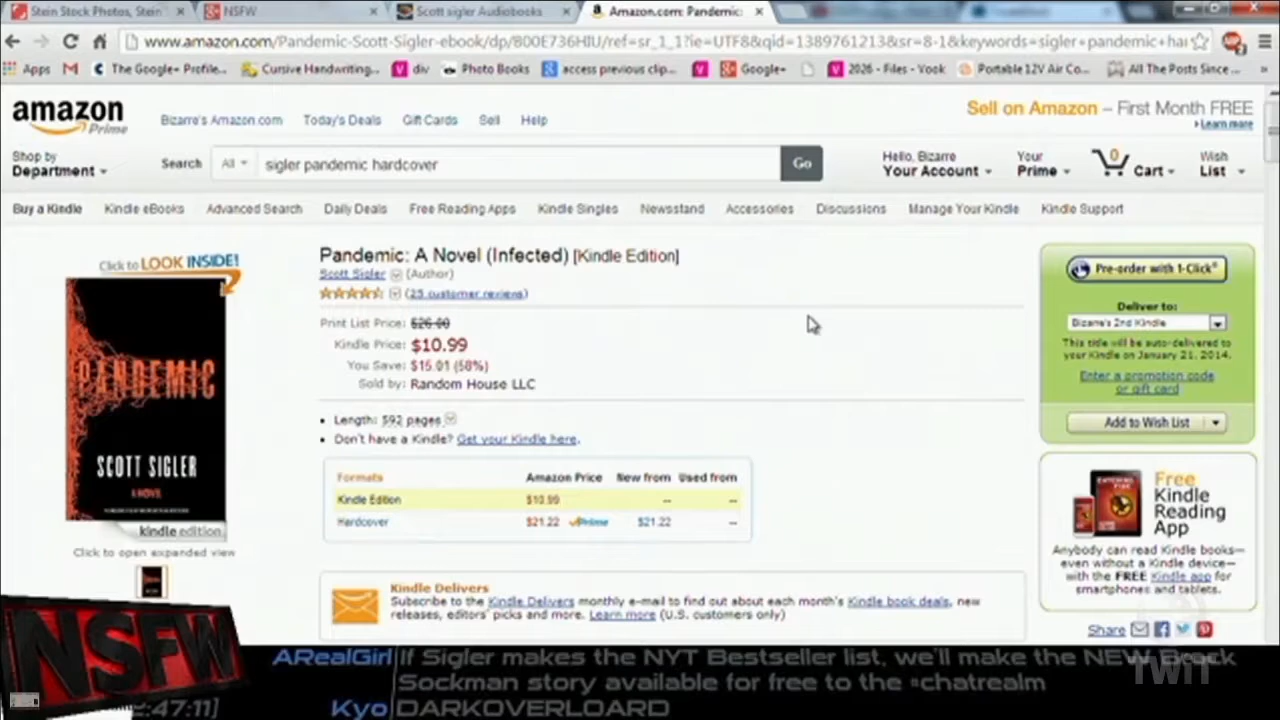 Stein Stock Photos, Stein
NSFW
Scott sigler Audiobooks
Amazon.com: Pandemic:
www.amazon.com/Pandemic-Scott-Sigler-ebook/dp/B00E736HIU/ref=sr_1_1?ie=UTF8&qid=1389761213&sr=8-1&keywords=sigler+pandemic+hai
Apps
The Google+ Profile...
Cursive Handwriting...
div
Photo Books
access previous clip...
Google+
2026 - Files - Yook
Portable 12V Air Co...
All The Posts Since ...
Sell on Amazon – First Month FREE
Learn more
amazon
Prime
Bizarre's Amazon.com
Today's Deals
Gift Cards
Sell
Help
Shop by
Department
Search
All
sigler pandemic hardcover
Go
Hello, Bizarre
Your Account
Your
Prime
0
Cart
Wish
List
Buy a Kindle
Kindle eBooks
Advanced Search
Daily Deals
Free Reading Apps
Kindle Singles
Newsstand
Accessories
Discussions
Manage Your Kindle
Kindle Support
Click to LOOK INSIDE!
PANDEMIC
SCOTT SIGLER
A NOVEL
kindle edition
Click to open expanded view
Pandemic: A Novel (Infected) [Kindle Edition]
Scott Sigler (Author)
(25 customer reviews)
Print List Price: $26.00
Kindle Price: $10.99
You Save: $15.01 (58%)
Sold by: Random House LLC
Length: 592 pages
Don't have a Kindle? Get your Kindle here.
Formats Amazon Price New from Used from
Kindle Edition $10.99 -- --
Hardcover $21.22 Prime $21.22 --
Kindle Delivers
Subscribe to the Kindle Delivers monthly e-mail to find out about each month's Kindle book deals, new
releases, editors' picks and more. Learn more (U.S. customers only)
Pre-order with 1-Click®
Deliver to:
Bizarre's 2nd Kindle
This title will be auto-delivered to
your Kindle on January 21, 2014.
Enter a promotion code
or gift card
Add to Wish List
Free
Kindle
Reading
App
Anybody can read Kindle books—
even without a Kindle device—
with the FREE Kindle app for
smartphones and tablets.
Share
NSFW
2:47:11]
ARealGirl If Sigler makes the NYT Bestseller list, we'll make the NEW Brock
Sockman story available for free to the #chatrealm
Kyo DARKOVERLOARD
TWiT